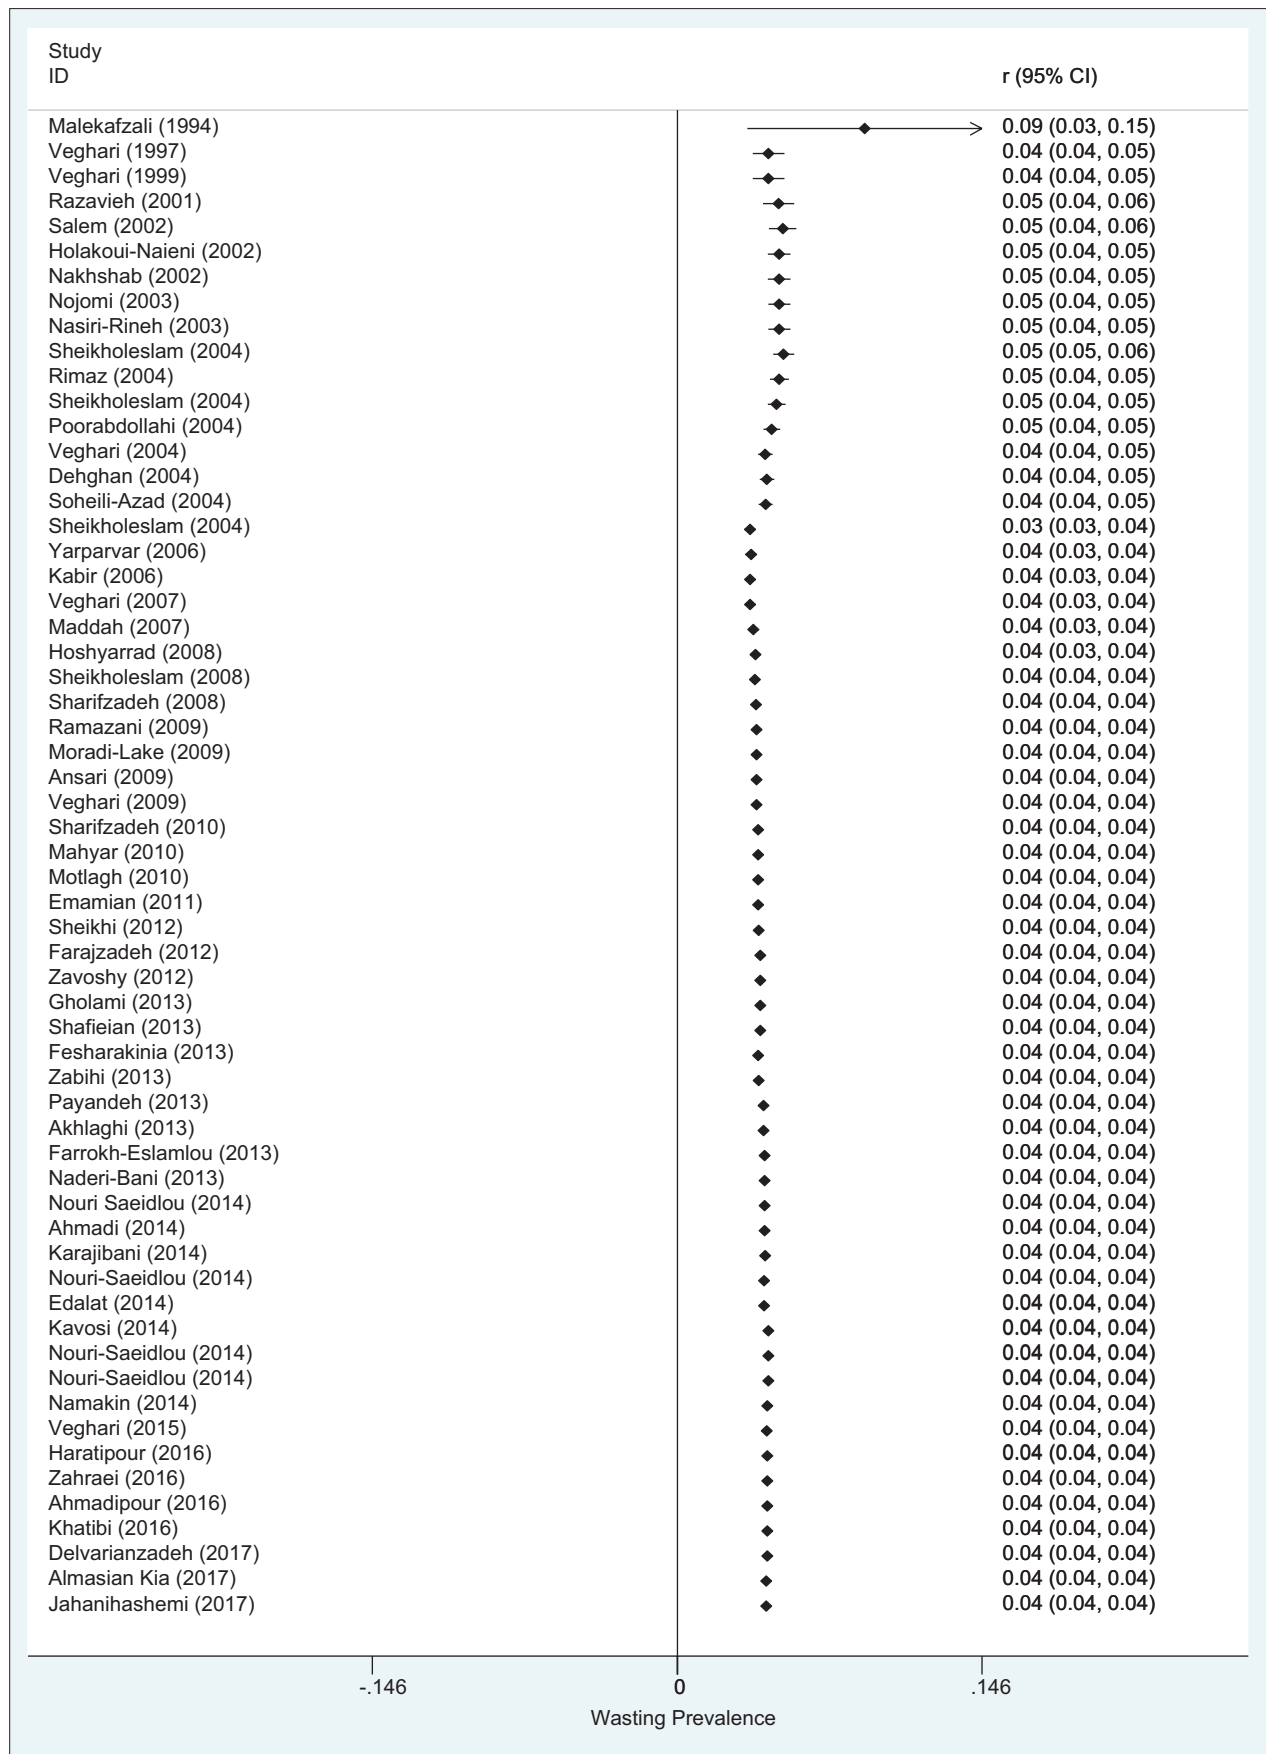 Study
ID r (95% CI)
Malekafzali (1994) 0.09 (0.03, 0.15)
Veghari (1997) 0.04 (0.04, 0.05)
Veghari (1999) 0.04 (0.04, 0.05)
Razavieh (2001) 0.05 (0.04, 0.06)
Salem (2002) 0.05 (0.04, 0.06)
Holakoui-Naieni (2002) 0.05 (0.04, 0.05)
Nakhshab (2002) 0.05 (0.04, 0.05)
Nojomi (2003) 0.05 (0.04, 0.05)
Nasiri-Rineh (2003) 0.05 (0.04, 0.05)
Sheikholeslam (2004) 0.05 (0.05, 0.06)
Rimaz (2004) 0.05 (0.04, 0.05)
Sheikholeslam (2004) 0.05 (0.04, 0.05)
Poorabdollahi (2004) 0.05 (0.04, 0.05)
Veghari (2004) 0.04 (0.04, 0.05)
Dehghan (2004) 0.04 (0.04, 0.05)
Soheili-Azad (2004) 0.04 (0.04, 0.05)
Sheikholeslam (2004) 0.03 (0.03, 0.04)
Yarparvar (2006) 0.04 (0.03, 0.04)
Kabir (2006) 0.04 (0.03, 0.04)
Veghari (2007) 0.04 (0.03, 0.04)
Maddah (2007) 0.04 (0.03, 0.04)
Hoshyarrad (2008) 0.04 (0.03, 0.04)
Sheikholeslam (2008) 0.04 (0.04, 0.04)
Sharifzadeh (2008) 0.04 (0.04, 0.04)
Ramazani (2009) 0.04 (0.04, 0.04)
Moradi-Lake (2009) 0.04 (0.04, 0.04)
Ansari (2009) 0.04 (0.04, 0.04)
Veghari (2009) 0.04 (0.04, 0.04)
Sharifzadeh (2010) 0.04 (0.04, 0.04)
Mahyar (2010) 0.04 (0.04, 0.04)
Motlagh (2010) 0.04 (0.04, 0.04)
Emamian (2011) 0.04 (0.04, 0.04)
Sheikhi (2012) 0.04 (0.04, 0.04)
Farajzadeh (2012) 0.04 (0.04, 0.04)
Zavoshy (2012) 0.04 (0.04, 0.04)
Gholami (2013) 0.04 (0.04, 0.04)
Shafieian (2013) 0.04 (0.04, 0.04)
Fesharakinia (2013) 0.04 (0.04, 0.04)
Zabihi (2013) 0.04 (0.04, 0.04)
Payandeh (2013) 0.04 (0.04, 0.04)
Akhlaghi (2013) 0.04 (0.04, 0.04)
Farrokh-Eslamlou (2013) 0.04 (0.04, 0.04)
Naderi-Bani (2013) 0.04 (0.04, 0.04)
Nouri Saeidlou (2014) 0.04 (0.04, 0.04)
Ahmadi (2014) 0.04 (0.04, 0.04)
Karajibani (2014) 0.04 (0.04, 0.04)
Nouri-Saeidlou (2014) 0.04 (0.04, 0.04)
Edalat (2014) 0.04 (0.04, 0.04)
Kavosi (2014) 0.04 (0.04, 0.04)
Nouri-Saeidlou (2014) 0.04 (0.04, 0.04)
Nouri-Saeidlou (2014) 0.04 (0.04, 0.04)
Namakin (2014) 0.04 (0.04, 0.04)
Veghari (2015) 0.04 (0.04, 0.04)
Haratipour (2016) 0.04 (0.04, 0.04)
Zahraei (2016) 0.04 (0.04, 0.04)
Ahmadipour (2016) 0.04 (0.04, 0.04)
Khatibi (2016) 0.04 (0.04, 0.04)
Delvarianzadeh (2017) 0.04 (0.04, 0.04)
Almasian Kia (2017) 0.04 (0.04, 0.04)
Jahanihashemi (2017) 0.04 (0.04, 0.04)
-.146 0 .146
Wasting Prevalence